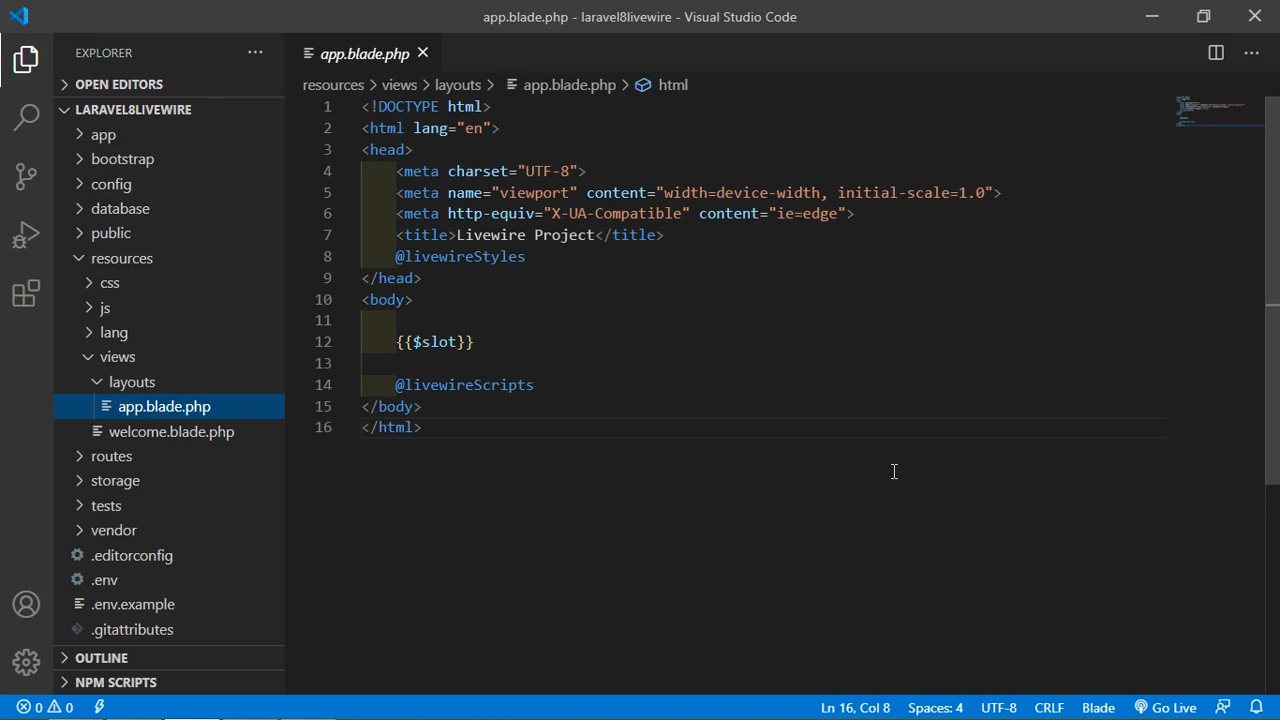 app.blade.php - laravel8livewire - Visual Studio Code
EXPLORER
OPEN EDITORS
LARAVEL8LIVEWIRE
app
bootstrap
config
database
public
resources
css
js
lang
views
layouts
app.blade.php
welcome.blade.php
routes
storage
tests
vendor
.editorconfig
.env
.env.example
.gitattributes
OUTLINE
NPM SCRIPTS
app.blade.php
resources > views > layouts > app.blade.php > html
1 <!DOCTYPE html>
2 <html lang="en">
3 <head>
4 <meta charset="UTF-8">
5 <meta name="viewport" content="width=device-width, initial-scale=1.0">
6 <meta http-equiv="X-UA-Compatible" content="ie=edge">
7 <title>Livewire Project</title>
8 @livewireStyles
9 </head>
10 <body>
11
12 {{$slot}}
13
14 @livewireScripts
15 </body>
16 </html>
0 0 Ln 16, Col 8 Spaces: 4 UTF-8 CRLF Blade Go Live